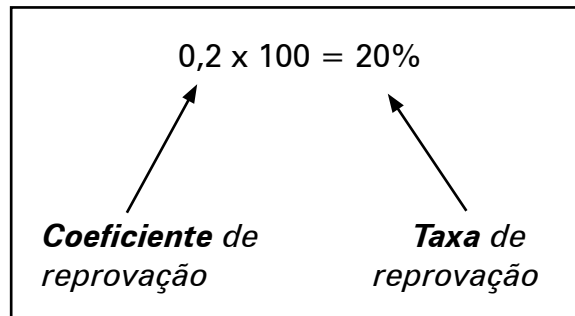 0,2 x 100 = 20%
Coeficiente de
reprovação
Taxa de
reprovação